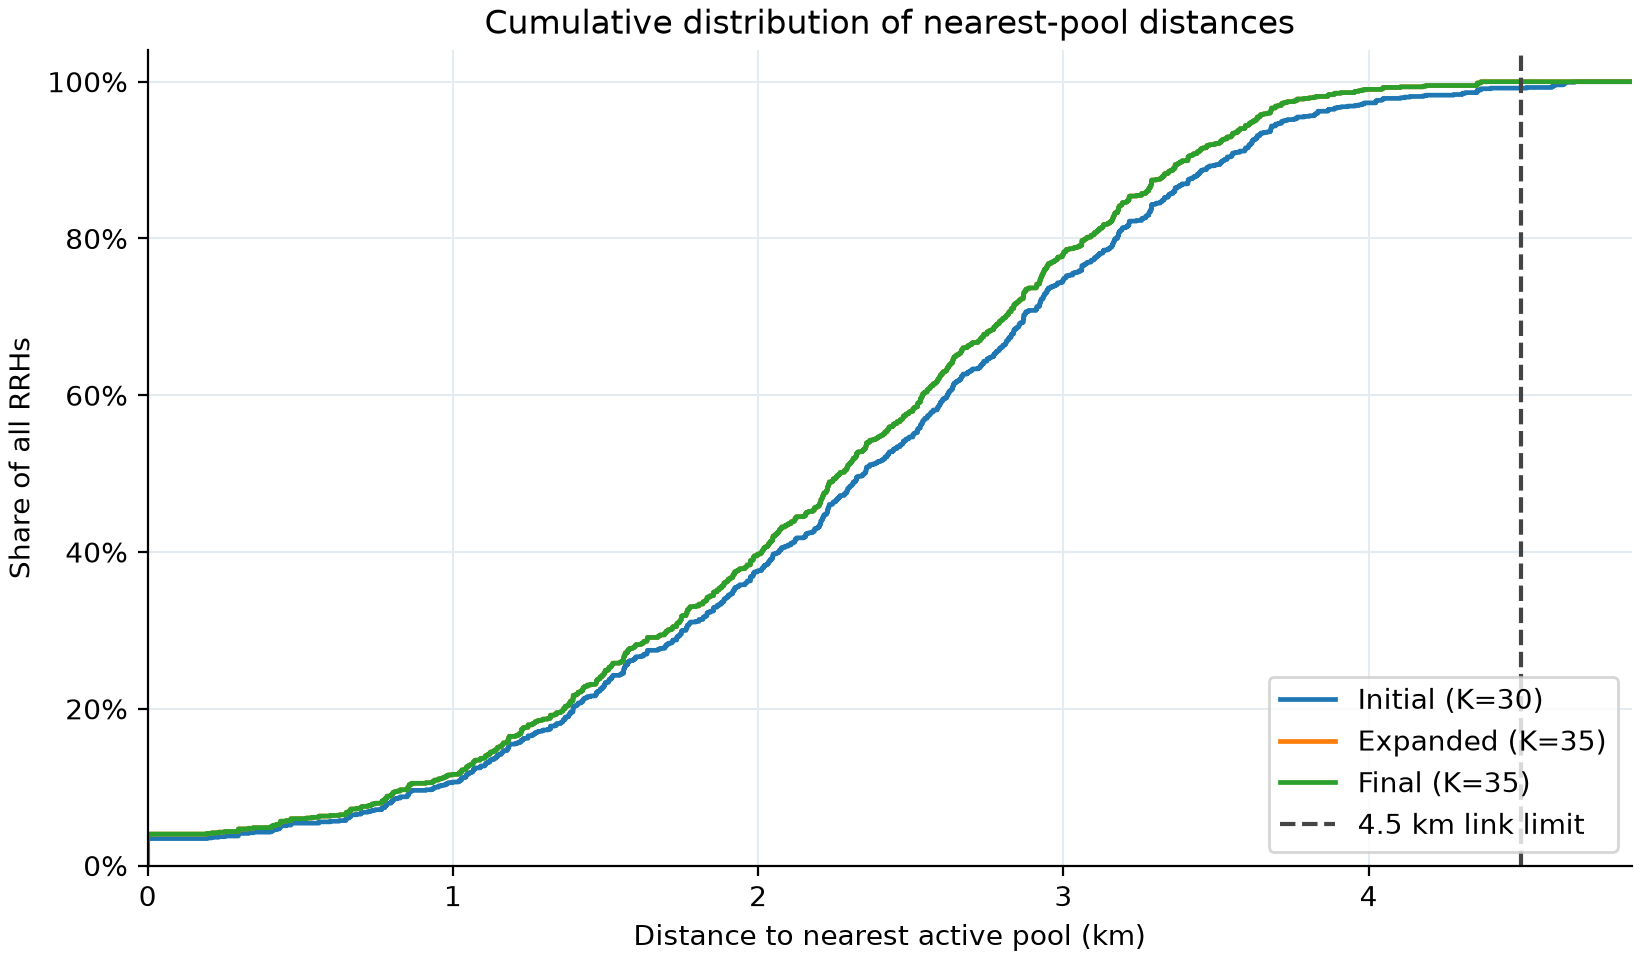 Cumulative distribution of nearest-pool distances
Share of all RRHs
100%
80%
60%
40%
20%
0%
0 1 2 3 4
Distance to nearest active pool (km)
Initial (K=30)
Expanded (K=35)
Final (K=35)
4.5 km link limit